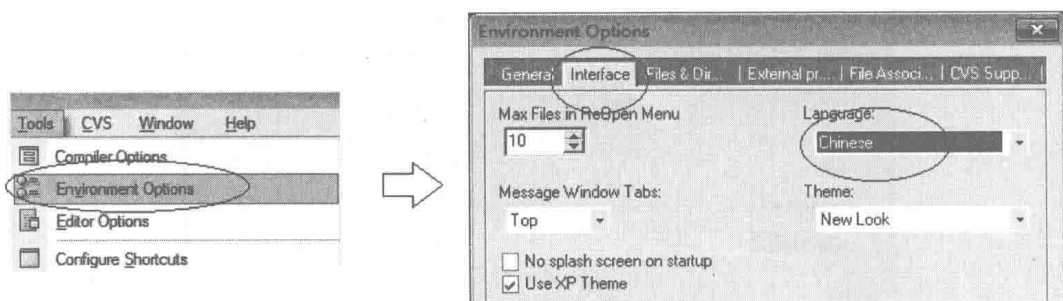 Tools CVS Window Help
Compiler Options
Environment Options
Editor Options
Configure Shortcuts
Environment Options
General Interface Files & Dir... External pr... File Associ... CVS Supp...
Max Files in ReOpen Menu
10
Language:
Chinese
Message Window Tabs:
Top
Theme:
New Look
No splash screen on startup
Use XP Theme